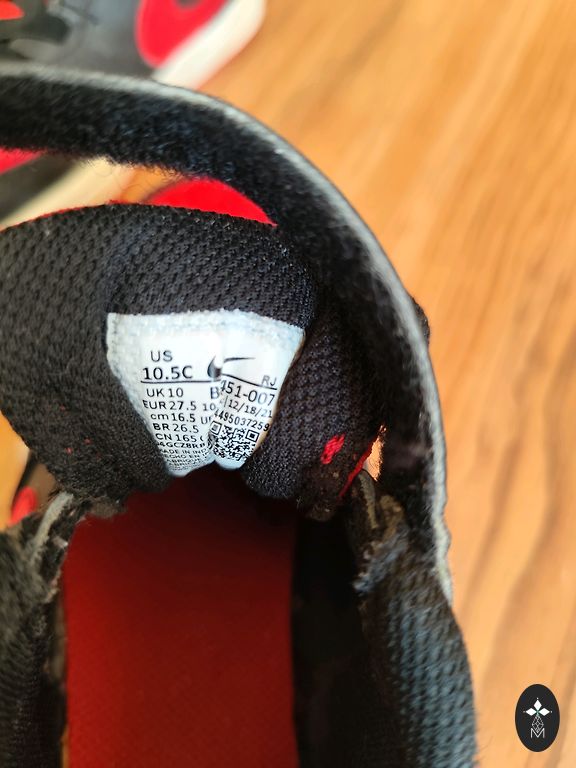 US
10.5C
RJ
UK 10
EUR 27.5
451-007
cm 16.5
12/18/21
BR 26.5
4495037259
CN 165
MADE IN
M